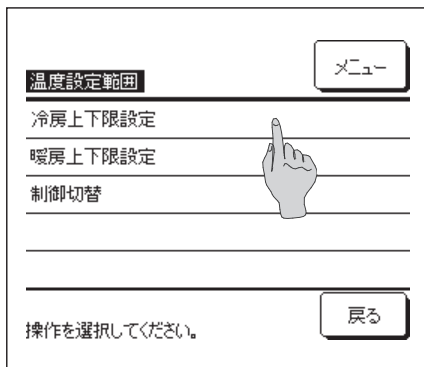 温度設定範囲
メニュー
冷房上下限設定
暖房上下限設定
制御切替
操作を選択してください。
戻る